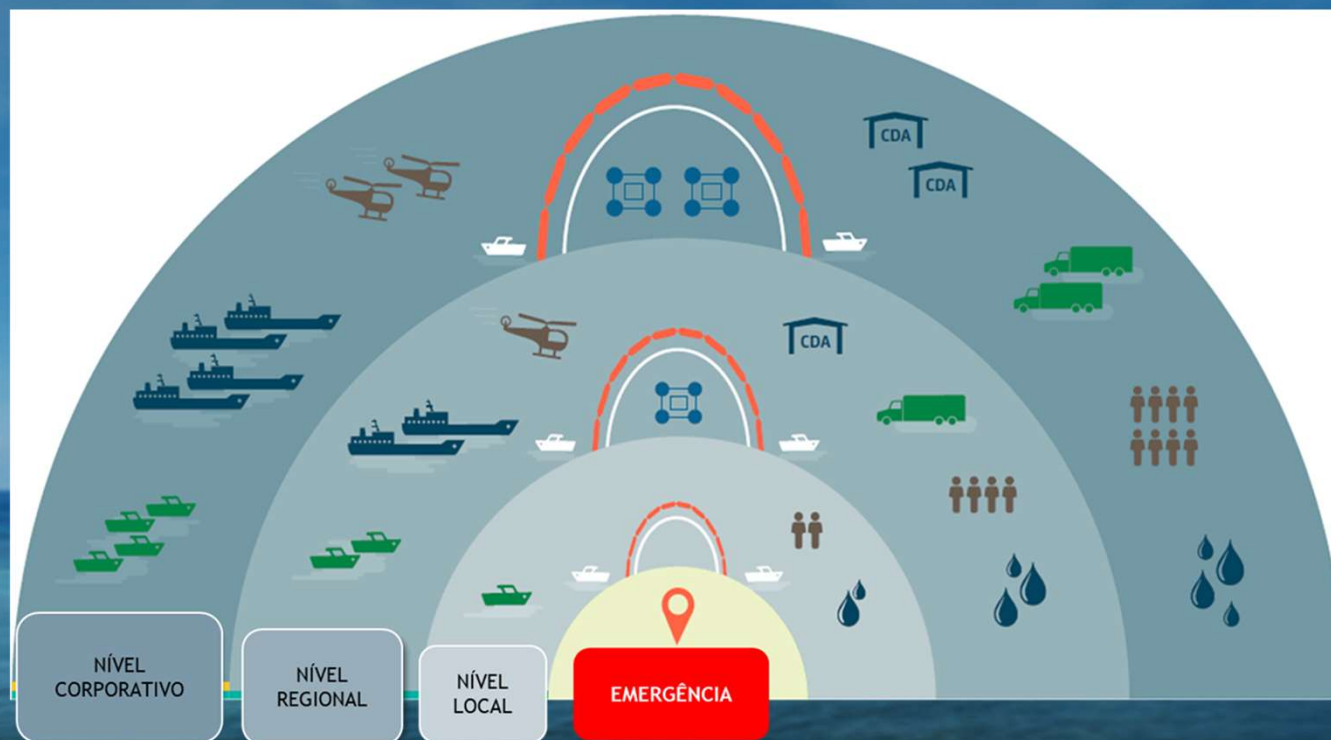 CDA
CDA
CDA
NÍVEL
CORPORATIVO
NÍVEL
REGIONAL
NÍVEL
LOCAL
EMERGÊNCIA